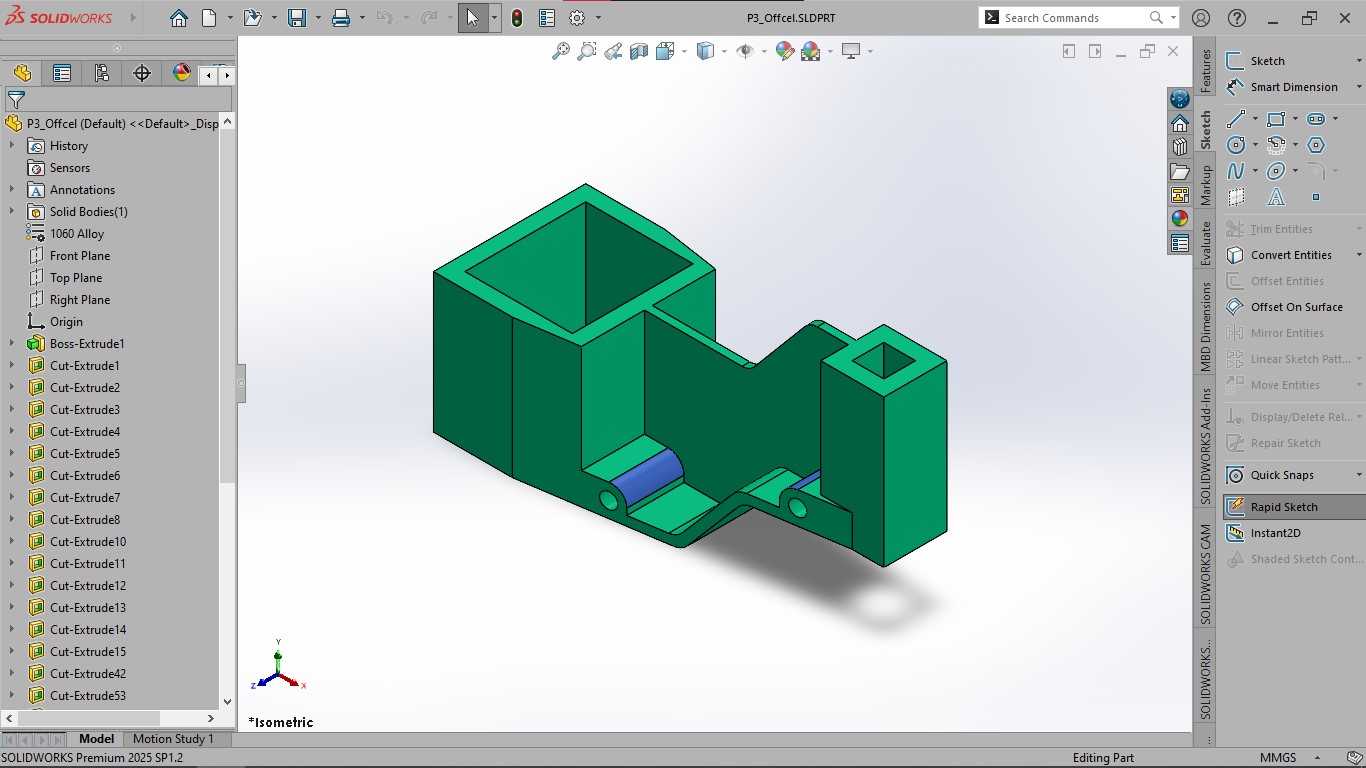 SOLIDWORKS
P3_Offcel.SLDPRT
Search Commands
P3_Offcel (Default) <<Default>_Disp
History
Sensors
Annotations
Solid Bodies(1)
1060 Alloy
Front Plane
Top Plane
Right Plane
Origin
Boss-Extrude1
Cut-Extrude1
Cut-Extrude2
Cut-Extrude3
Cut-Extrude4
Cut-Extrude5
Cut-Extrude6
Cut-Extrude7
Cut-Extrude8
Cut-Extrude10
Cut-Extrude11
Cut-Extrude12
Cut-Extrude13
Cut-Extrude14
Cut-Extrude15
Cut-Extrude42
Cut-Extrude53
Y
Z
X
*Isometric
Features
Sketch
Markup
Evaluate
MBD Dimensions
SOLIDWORKS Add-Ins
SOLIDWORKS CAM
SOLIDWORKS...
Sketch
Smart Dimension
Trim Entities
Convert Entities
Offset Entities
Offset On Surface
Mirror Entities
Linear Sketch Patt...
Move Entities
Display/Delete Rel...
Repair Sketch
Quick Snaps
Rapid Sketch
Instant2D
Shaded Sketch Cont...
Model
Motion Study 1
SOLIDWORKS Premium 2025 SP1.2
Editing Part
MMGS